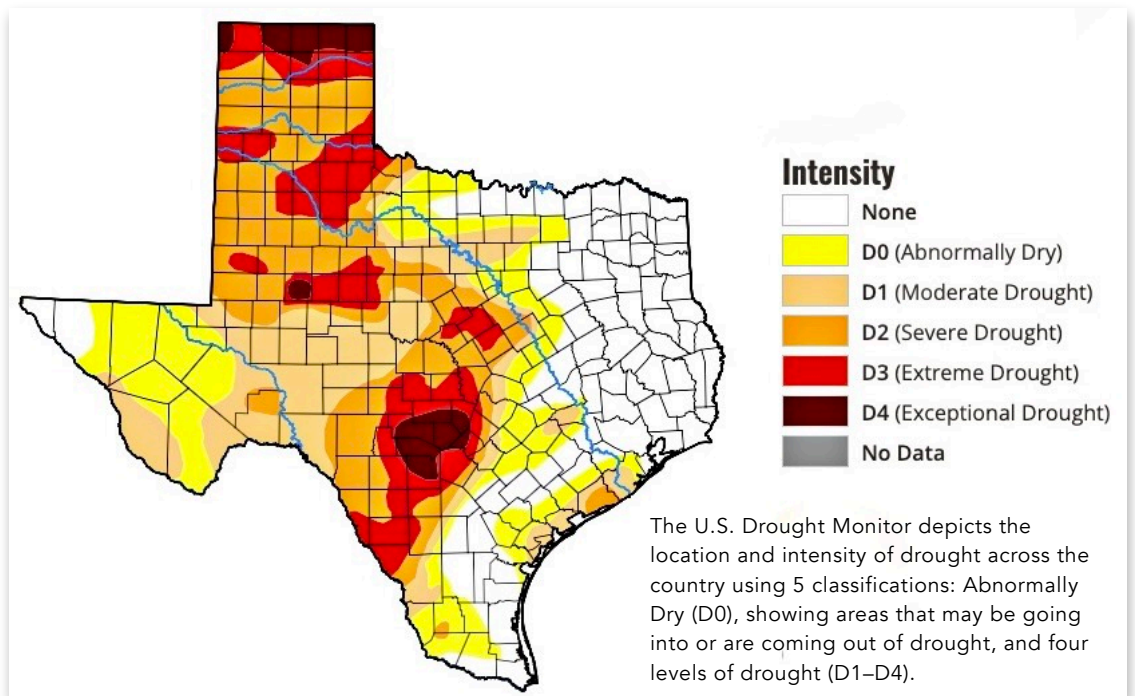 Intensity
None
D0 (Abnormally Dry)
D1 (Moderate Drought)
D2 (Severe Drought)
D3 (Extreme Drought)
D4 (Exceptional Drought)
No Data
The U.S. Drought Monitor depicts the
location and intensity of drought across the
country using 5 classifications: Abnormally
Dry (D0), showing areas that may be going
into or are coming out of drought, and four
levels of drought (D1–D4).